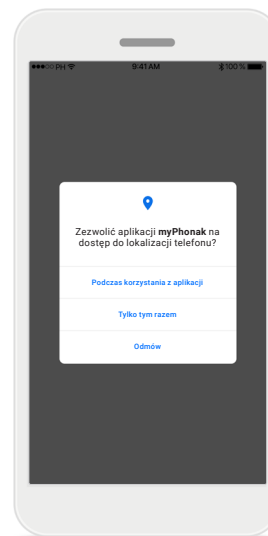 PH 9:41 AM 100 %
Zezwolić aplikacji myPhonak na
dostęp do lokalizacji telefonu?
Podczas korzystania z aplikacji
Tylko tym razem
Odmów